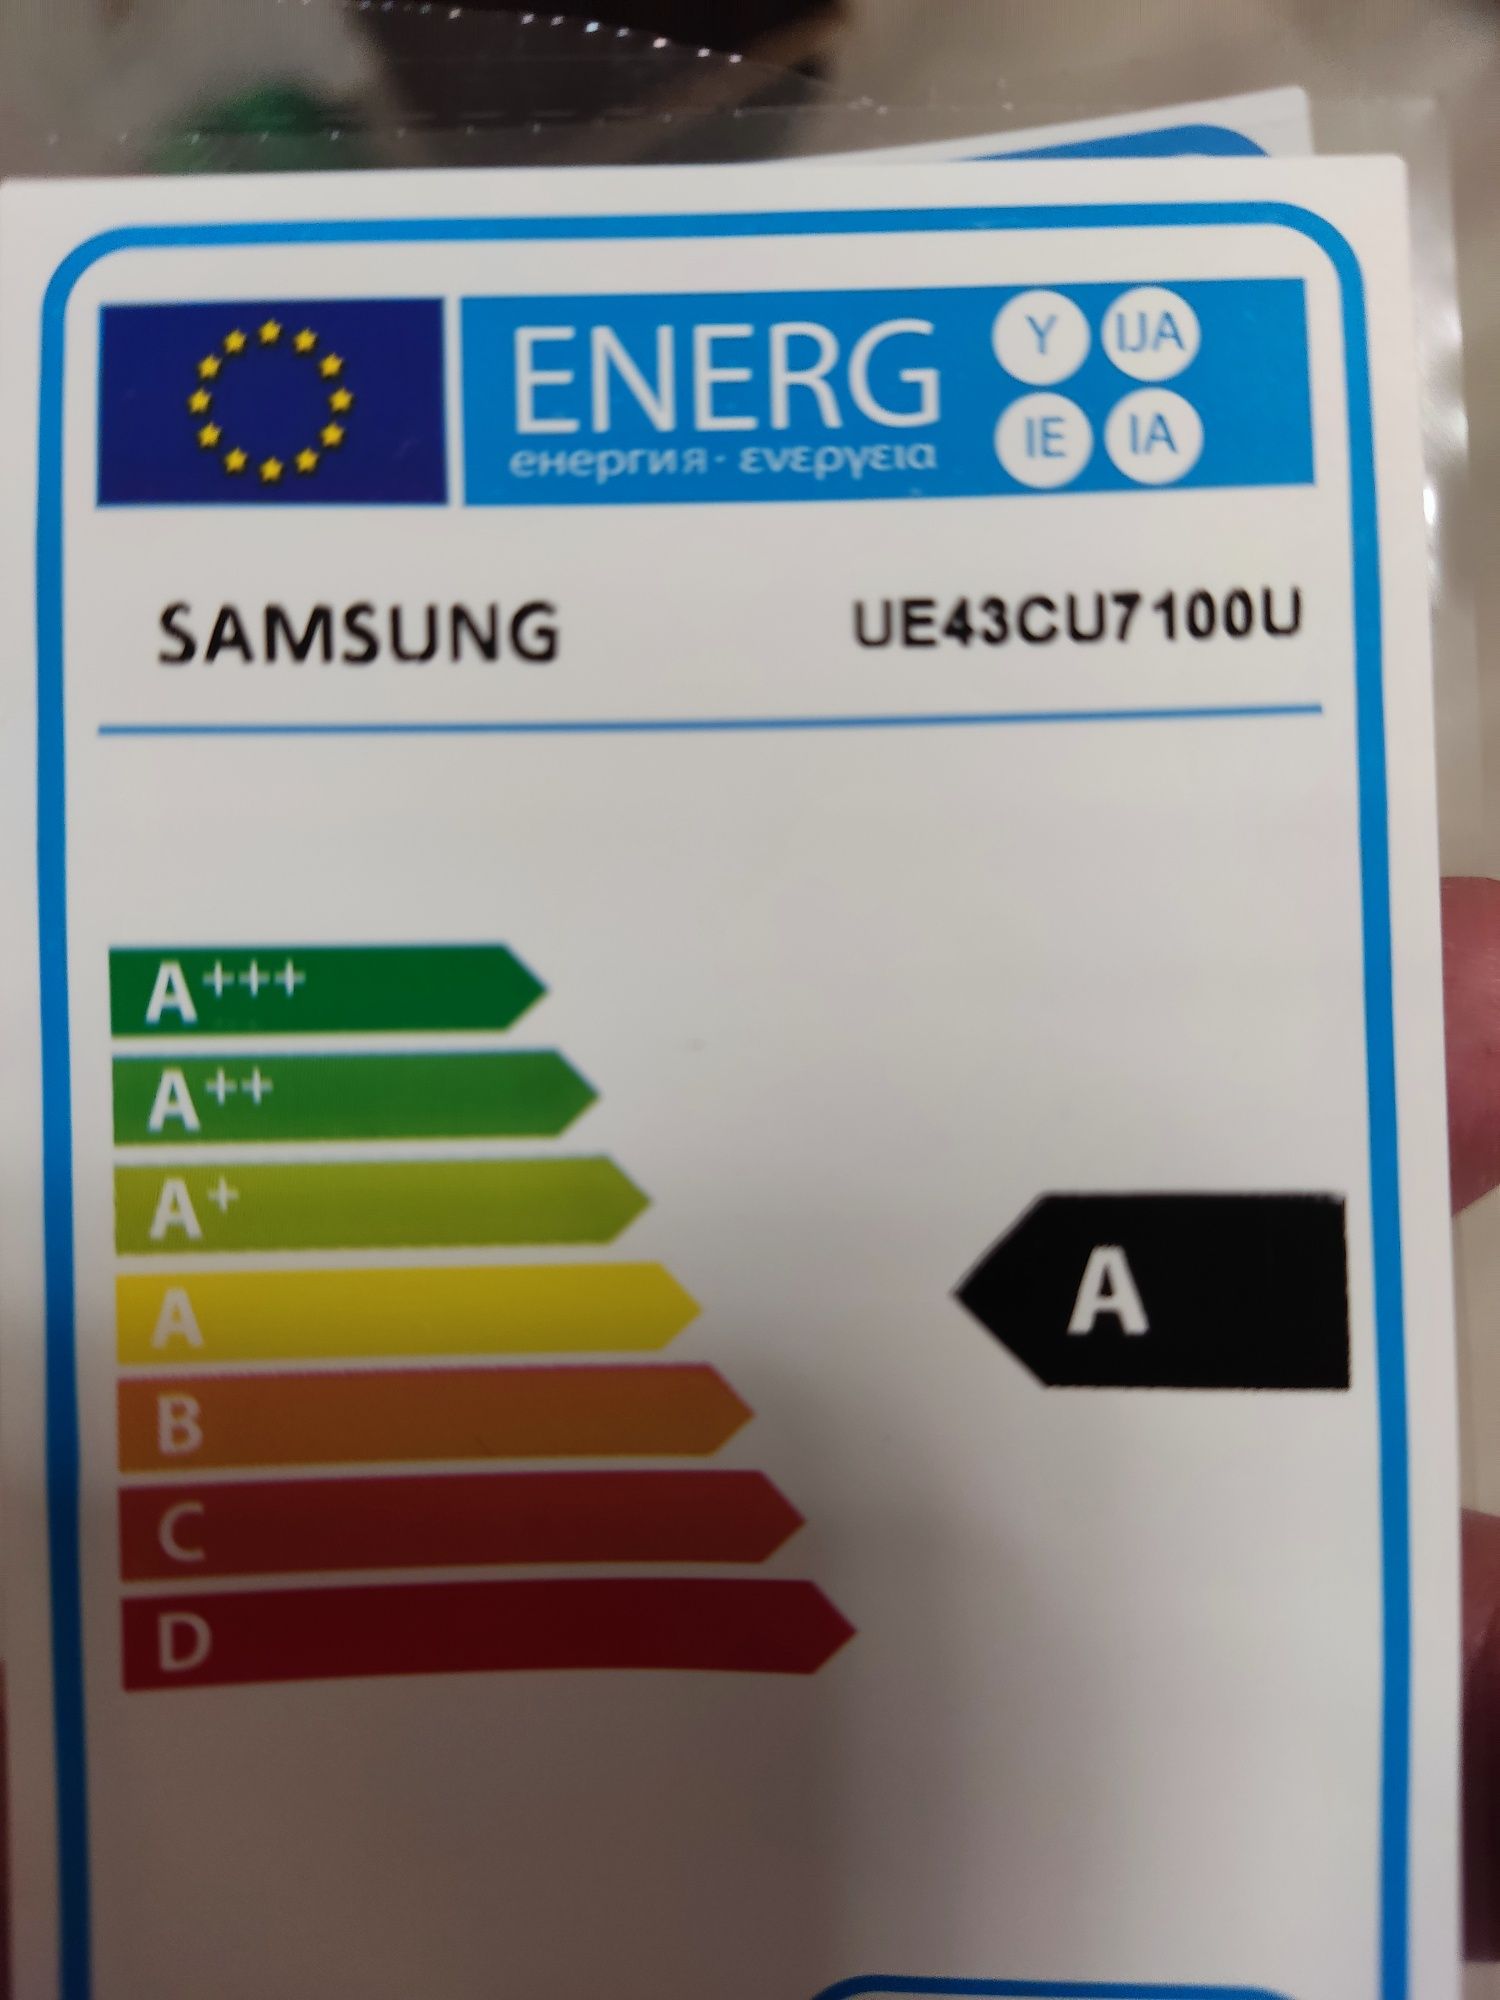 ENERG Y IJA
енергия · ενεργεια IE IA
SAMSUNG UE43CU7100U
A+++
A++
A+
A
A
B
C
D